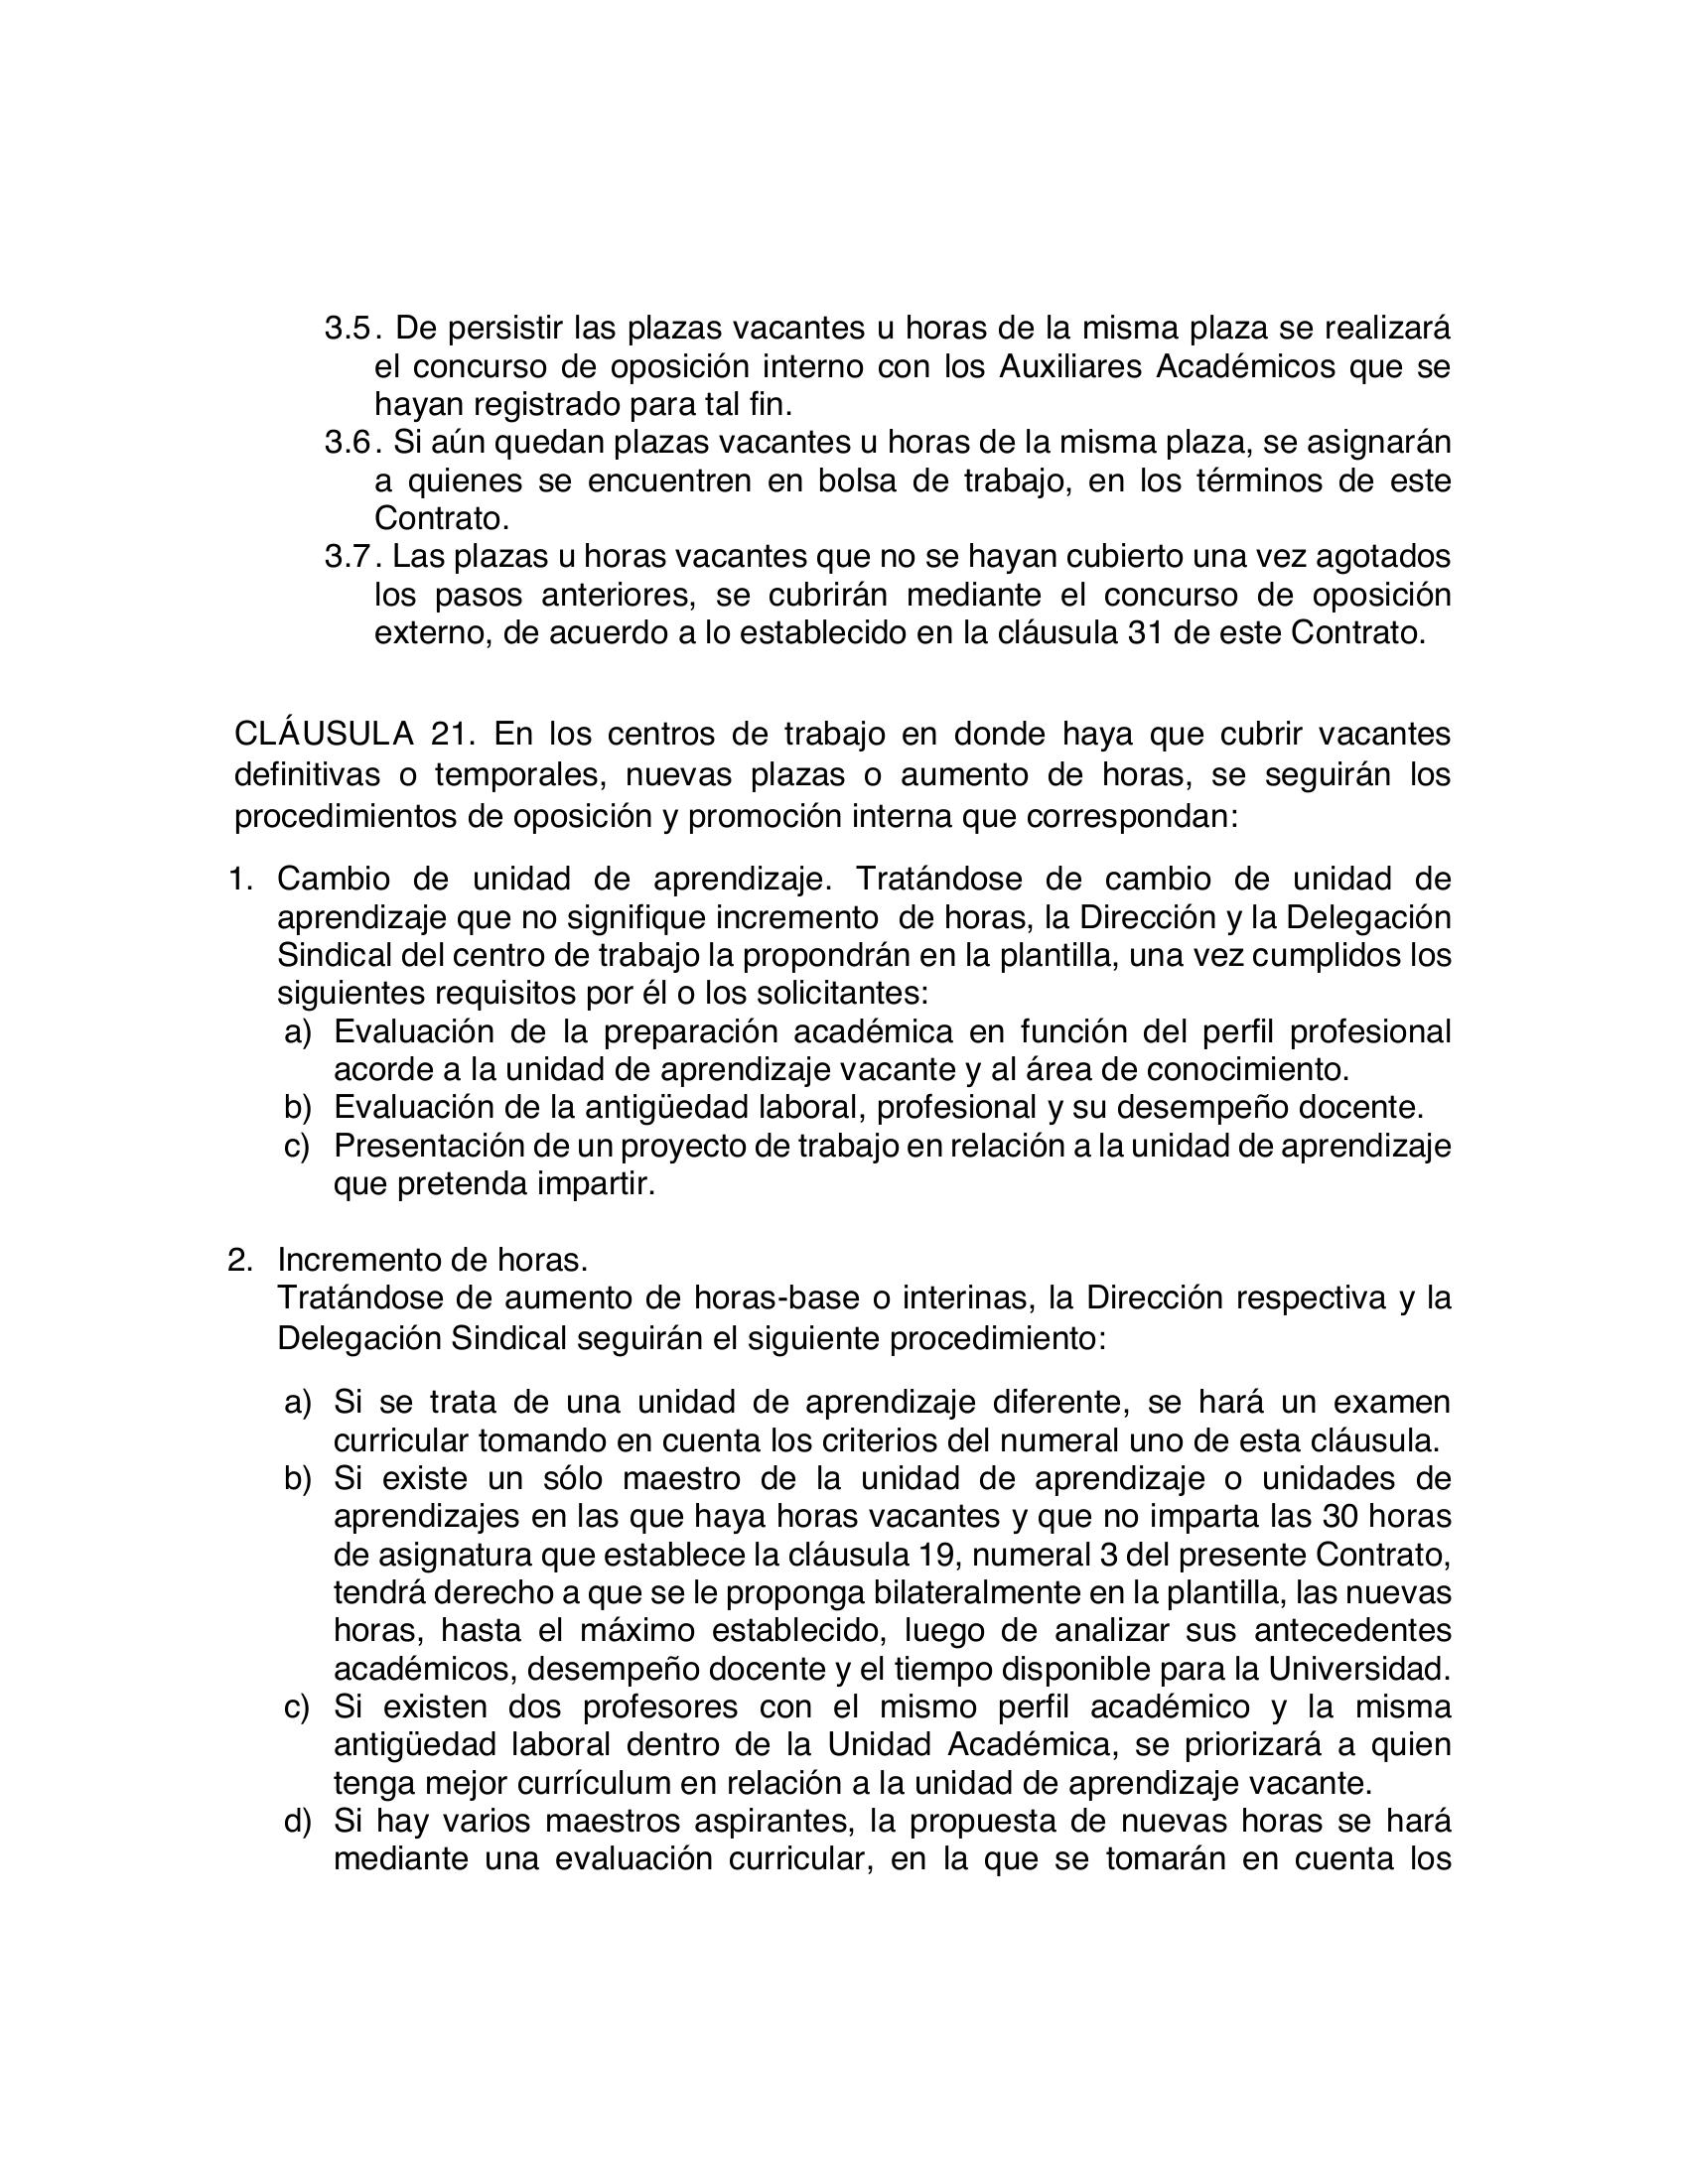 3.5. De persistir las plazas vacantes u horas de la misma plaza se realizará
el concurso de oposición interno con los Auxiliares Académicos que se
hayan registrado para tal fin.
3.6. Si aún quedan plazas vacantes u horas de la misma plaza, se asignarán
a quienes se encuentren en bolsa de trabajo, en los términos de este
Contrato.
3.7. Las plazas u horas vacantes que no se hayan cubierto una vez agotados
los pasos anteriores, se cubrirán mediante el concurso de oposición
externo, de acuerdo a lo establecido en la cláusula 31 de este Contrato.
CLÁUSULA 21. En los centros de trabajo en donde haya que cubrir vacantes
definitivas o temporales, nuevas plazas o aumento de horas, se seguirán los
procedimientos de oposición y promoción interna que correspondan:
1. Cambio de unidad de aprendizaje. Tratándose de cambio de unidad de
aprendizaje que no signifique incremento de horas, la Dirección y la Delegación
Sindical del centro de trabajo la propondrán en la plantilla, una vez cumplidos los
siguientes requisitos por él o los solicitantes:
a) Evaluación de la preparación académica en función del perfil profesional
acorde a la unidad de aprendizaje vacante y al área de conocimiento.
b) Evaluación de la antigüedad laboral, profesional y su desempeño docente.
c) Presentación de un proyecto de trabajo en relación a la unidad de aprendizaje
que pretenda impartir.
2. Incremento de horas.
Tratándose de aumento de horas-base o interinas, la Dirección respectiva y la
Delegación Sindical seguirán el siguiente procedimiento:
a) Si se trata de una unidad de aprendizaje diferente, se hará un examen
curricular tomando en cuenta los criterios del numeral uno de esta cláusula.
b) Si existe un sólo maestro de la unidad de aprendizaje o unidades de
aprendizajes en las que haya horas vacantes y que no imparta las 30 horas
de asignatura que establece la cláusula 19, numeral 3 del presente Contrato,
tendrá derecho a que se le proponga bilateralmente en la plantilla, las nuevas
horas, hasta el máximo establecido, luego de analizar sus antecedentes
académicos, desempeño docente y el tiempo disponible para la Universidad.
c) Si existen dos profesores con el mismo perfil académico y la misma
antigüedad laboral dentro de la Unidad Académica, se priorizará a quien
tenga mejor currículum en relación a la unidad de aprendizaje vacante.
d) Si hay varios maestros aspirantes, la propuesta de nuevas horas se hará
mediante una evaluación curricular, en la que se tomarán en cuenta los